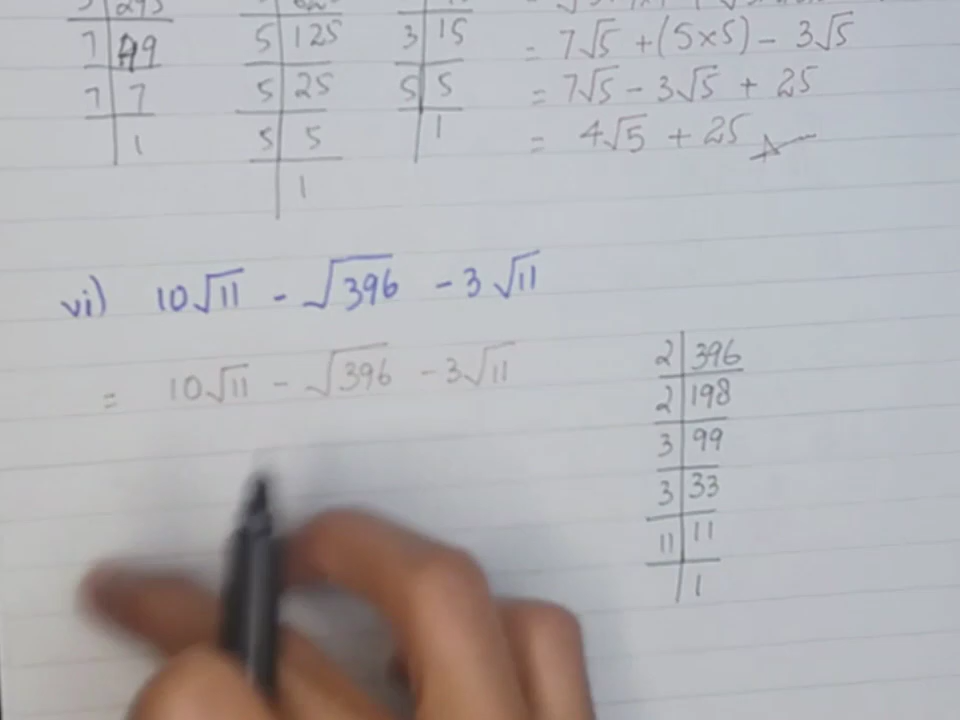 7 49 5 125 3 15 = 7√5 + (5×5) - 3√5
7 7 5 25 5 5 = 7√5 - 3√5 + 25
1 5 5 1 = 4√5 + 25
1
vi) 10√11 - √396 - 3√11
= 10√11 - √396 - 3√11
2 396
2 198
3 99
3 33
11 11
1